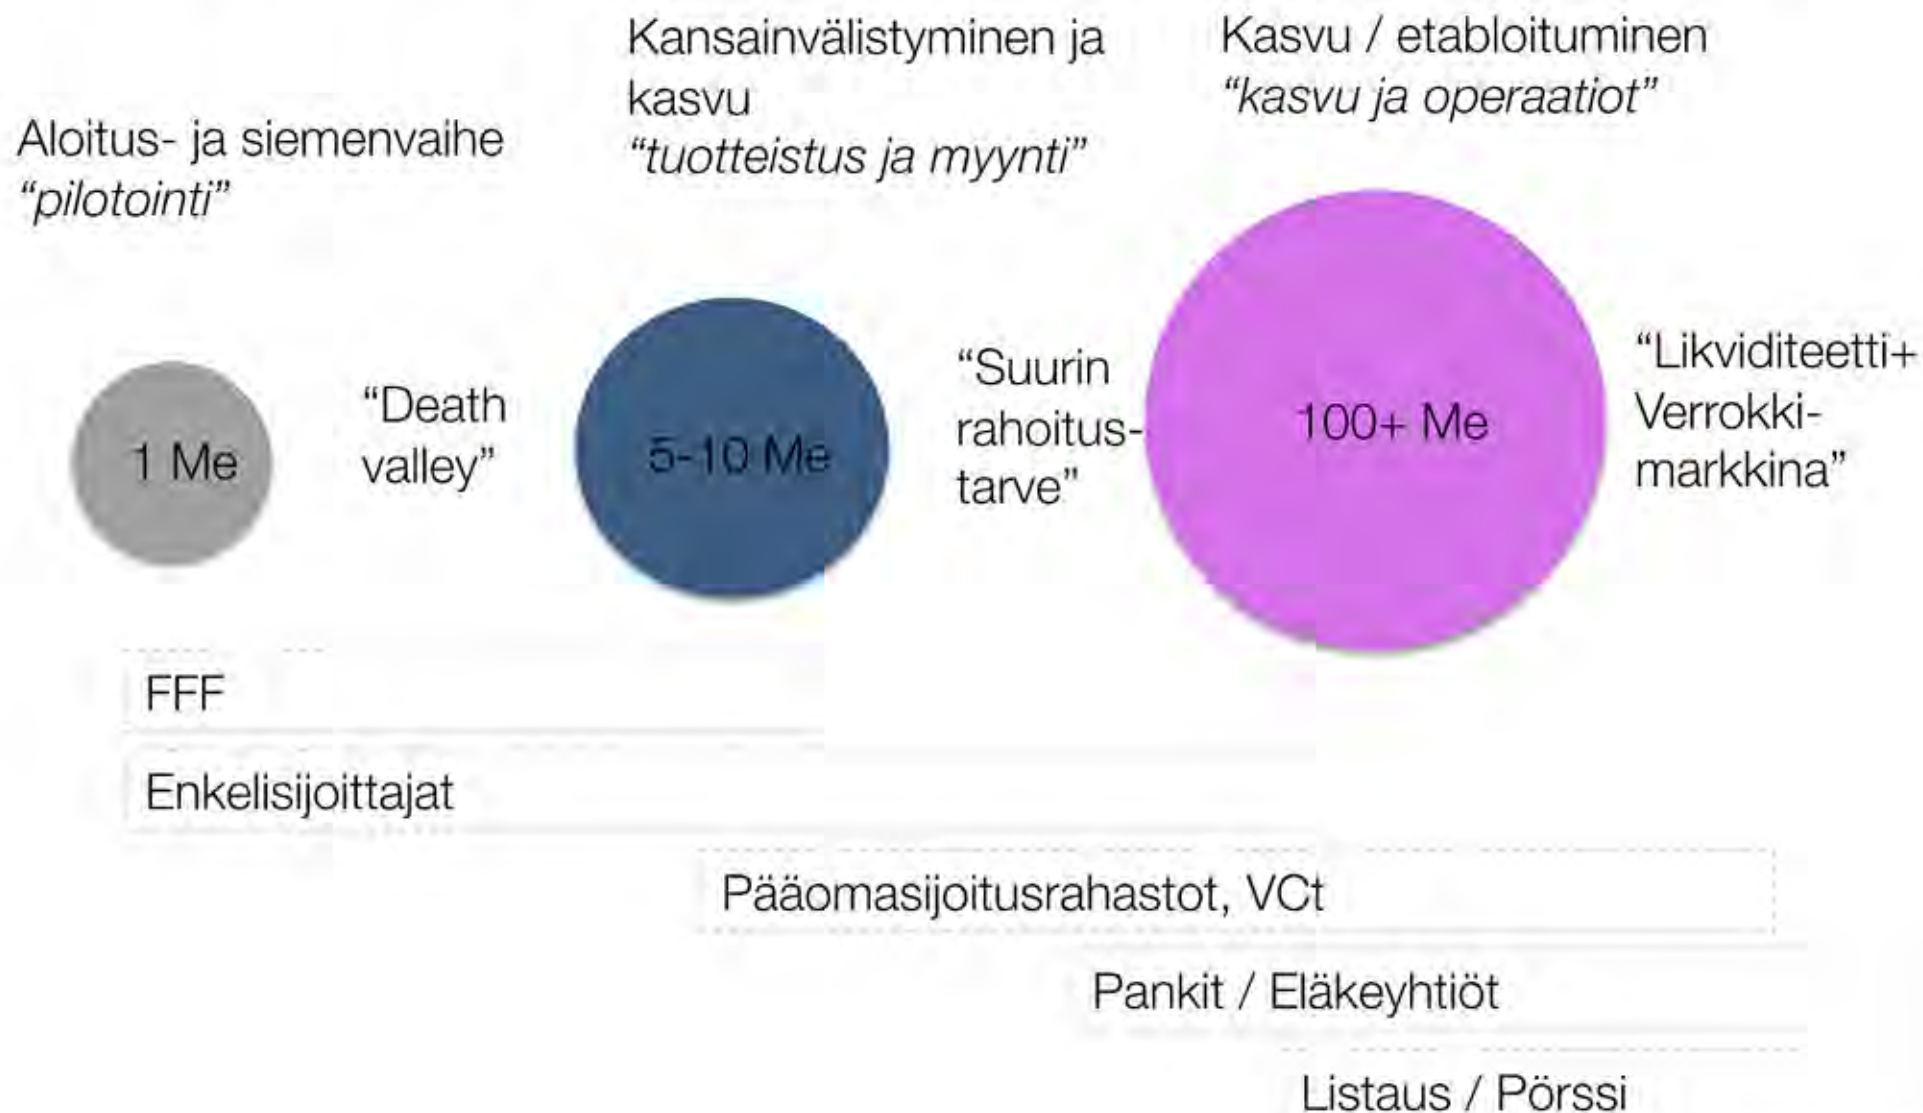 Aloitus- ja siemenvaihe
“pilotointi”
Kansainvälistyminen ja
kasvu
“tuotteistus ja myynti”
Kasvu / etabloituminen
“kasvu ja operaatiot”
1 Me
“Death
valley”
5-10 Me
“Suurin
rahoitus-
tarve”
100+ Me
“Likviditeetti+
Verrokki-
markkina”
FFF
Enkelisijoittajat
Pääomasijoitusrahastot, VCt
Pankit / Eläkeyhtiöt
Listaus / Pörssi